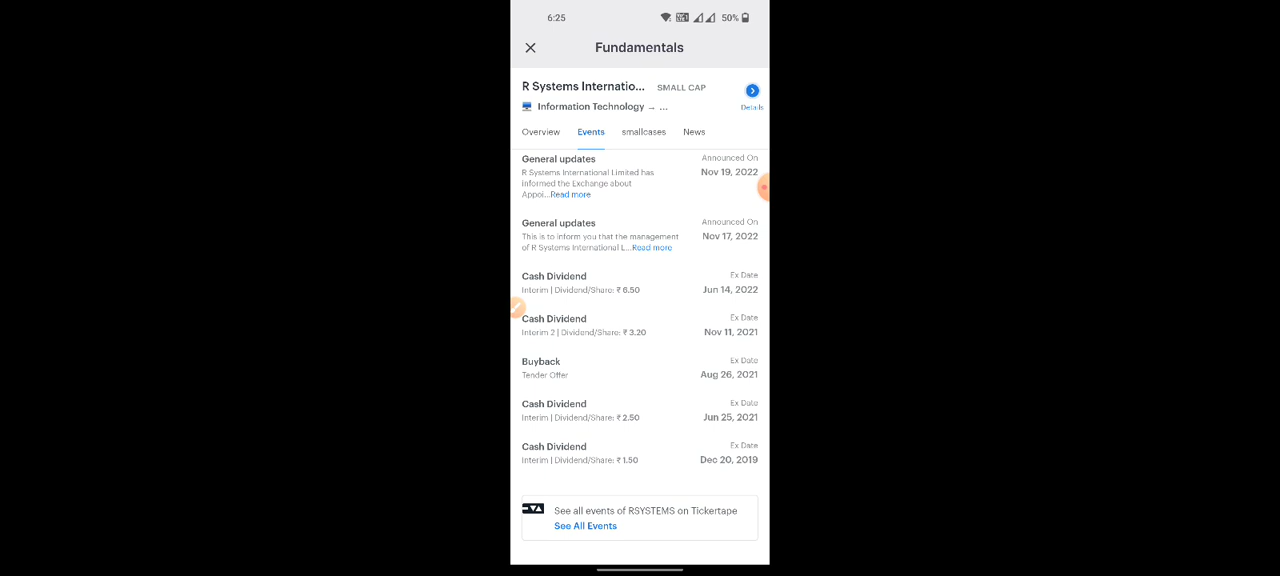 6:25
50%
Fundamentals
R Systems Internatio... SMALL CAP
Information Technology → ...
Details
Overview Events smallcases News
General updates Announced On
R Systems International Limited has Nov 19, 2022
informed the Exchange about
Appoi...Read more
General updates Announced On
This is to inform you that the management Nov 17, 2022
of R Systems International L...Read more
Cash Dividend Ex Date
Interim | Dividend/Share: ₹ 6.50 Jun 14, 2022
Cash Dividend Ex Date
Interim 2 | Dividend/Share: ₹ 3.20 Nov 11, 2021
Buyback Ex Date
Tender Offer Aug 26, 2021
Cash Dividend Ex Date
Interim | Dividend/Share: ₹ 2.50 Jun 25, 2021
Cash Dividend Ex Date
Interim | Dividend/Share: ₹ 1.50 Dec 20, 2019
See all events of RSYSTEMS on Tickertape
See All Events